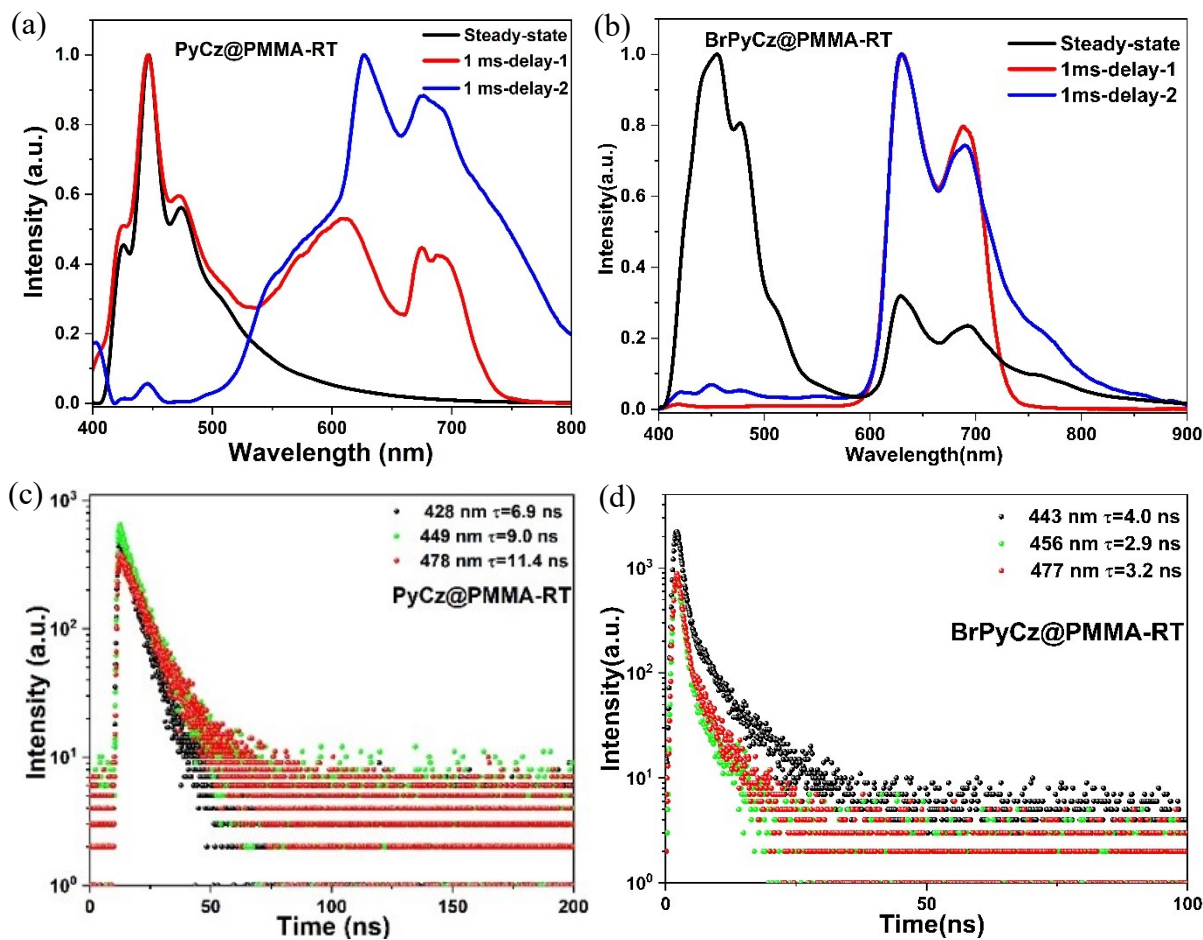 (a)
PyCz@PMMA-RT
Steady-state
1 ms-delay-1
1 ms-delay-2
Intensity (a.u.)
1.0
0.8
0.6
0.4
0.2
0.0
400 500 600 700 800
Wavelength (nm)
(b)
BrPyCz@PMMA-RT
Steady-state
1ms-delay-1
1ms-delay-2
Intensity(a.u.)
1.0
0.8
0.6
0.4
0.2
0.0
400 500 600 700 800 900
Wavelength(nm)
(c)
428 nm τ=6.9 ns
449 nm τ=9.0 ns
478 nm τ=11.4 ns
PyCz@PMMA-RT
Intensity (a.u.)
10³
10²
10¹
10⁰
0 50 100 150 200
Time (ns)
(d)
443 nm τ=4.0 ns
456 nm τ=2.9 ns
477 nm τ=3.2 ns
BrPyCz@PMMA-RT
Intensity(a.u.)
10³
10²
10¹
10⁰
0 50 100
Time(ns)